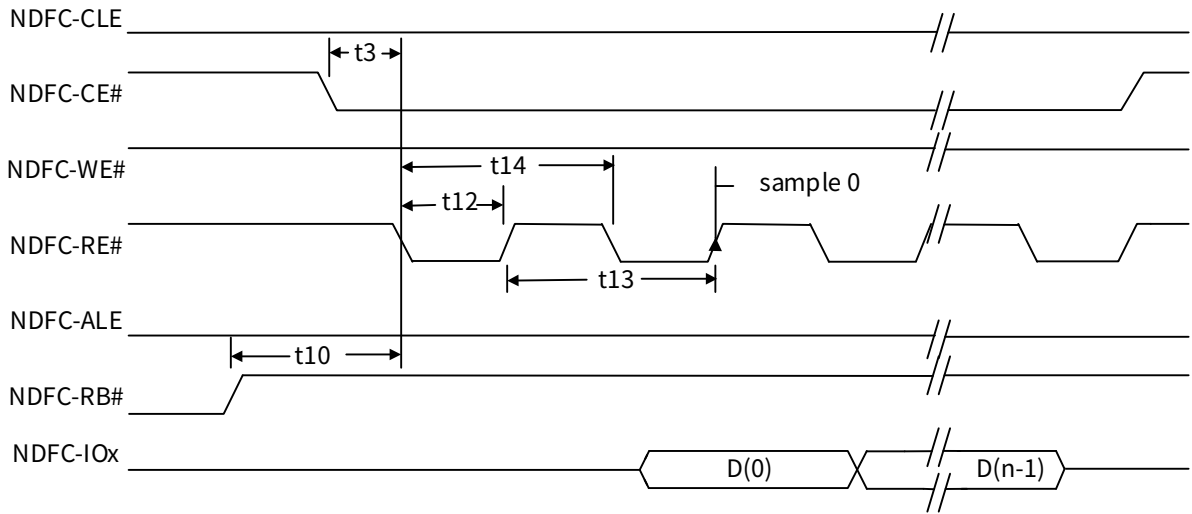 NDFC-CLE
t3
NDFC-CE#
NDFC-WE#
t14
sample 0
t12
NDFC-RE#
t13
NDFC-ALE
t10
NDFC-RB#
NDFC-IOx
D(0)
D(n-1)